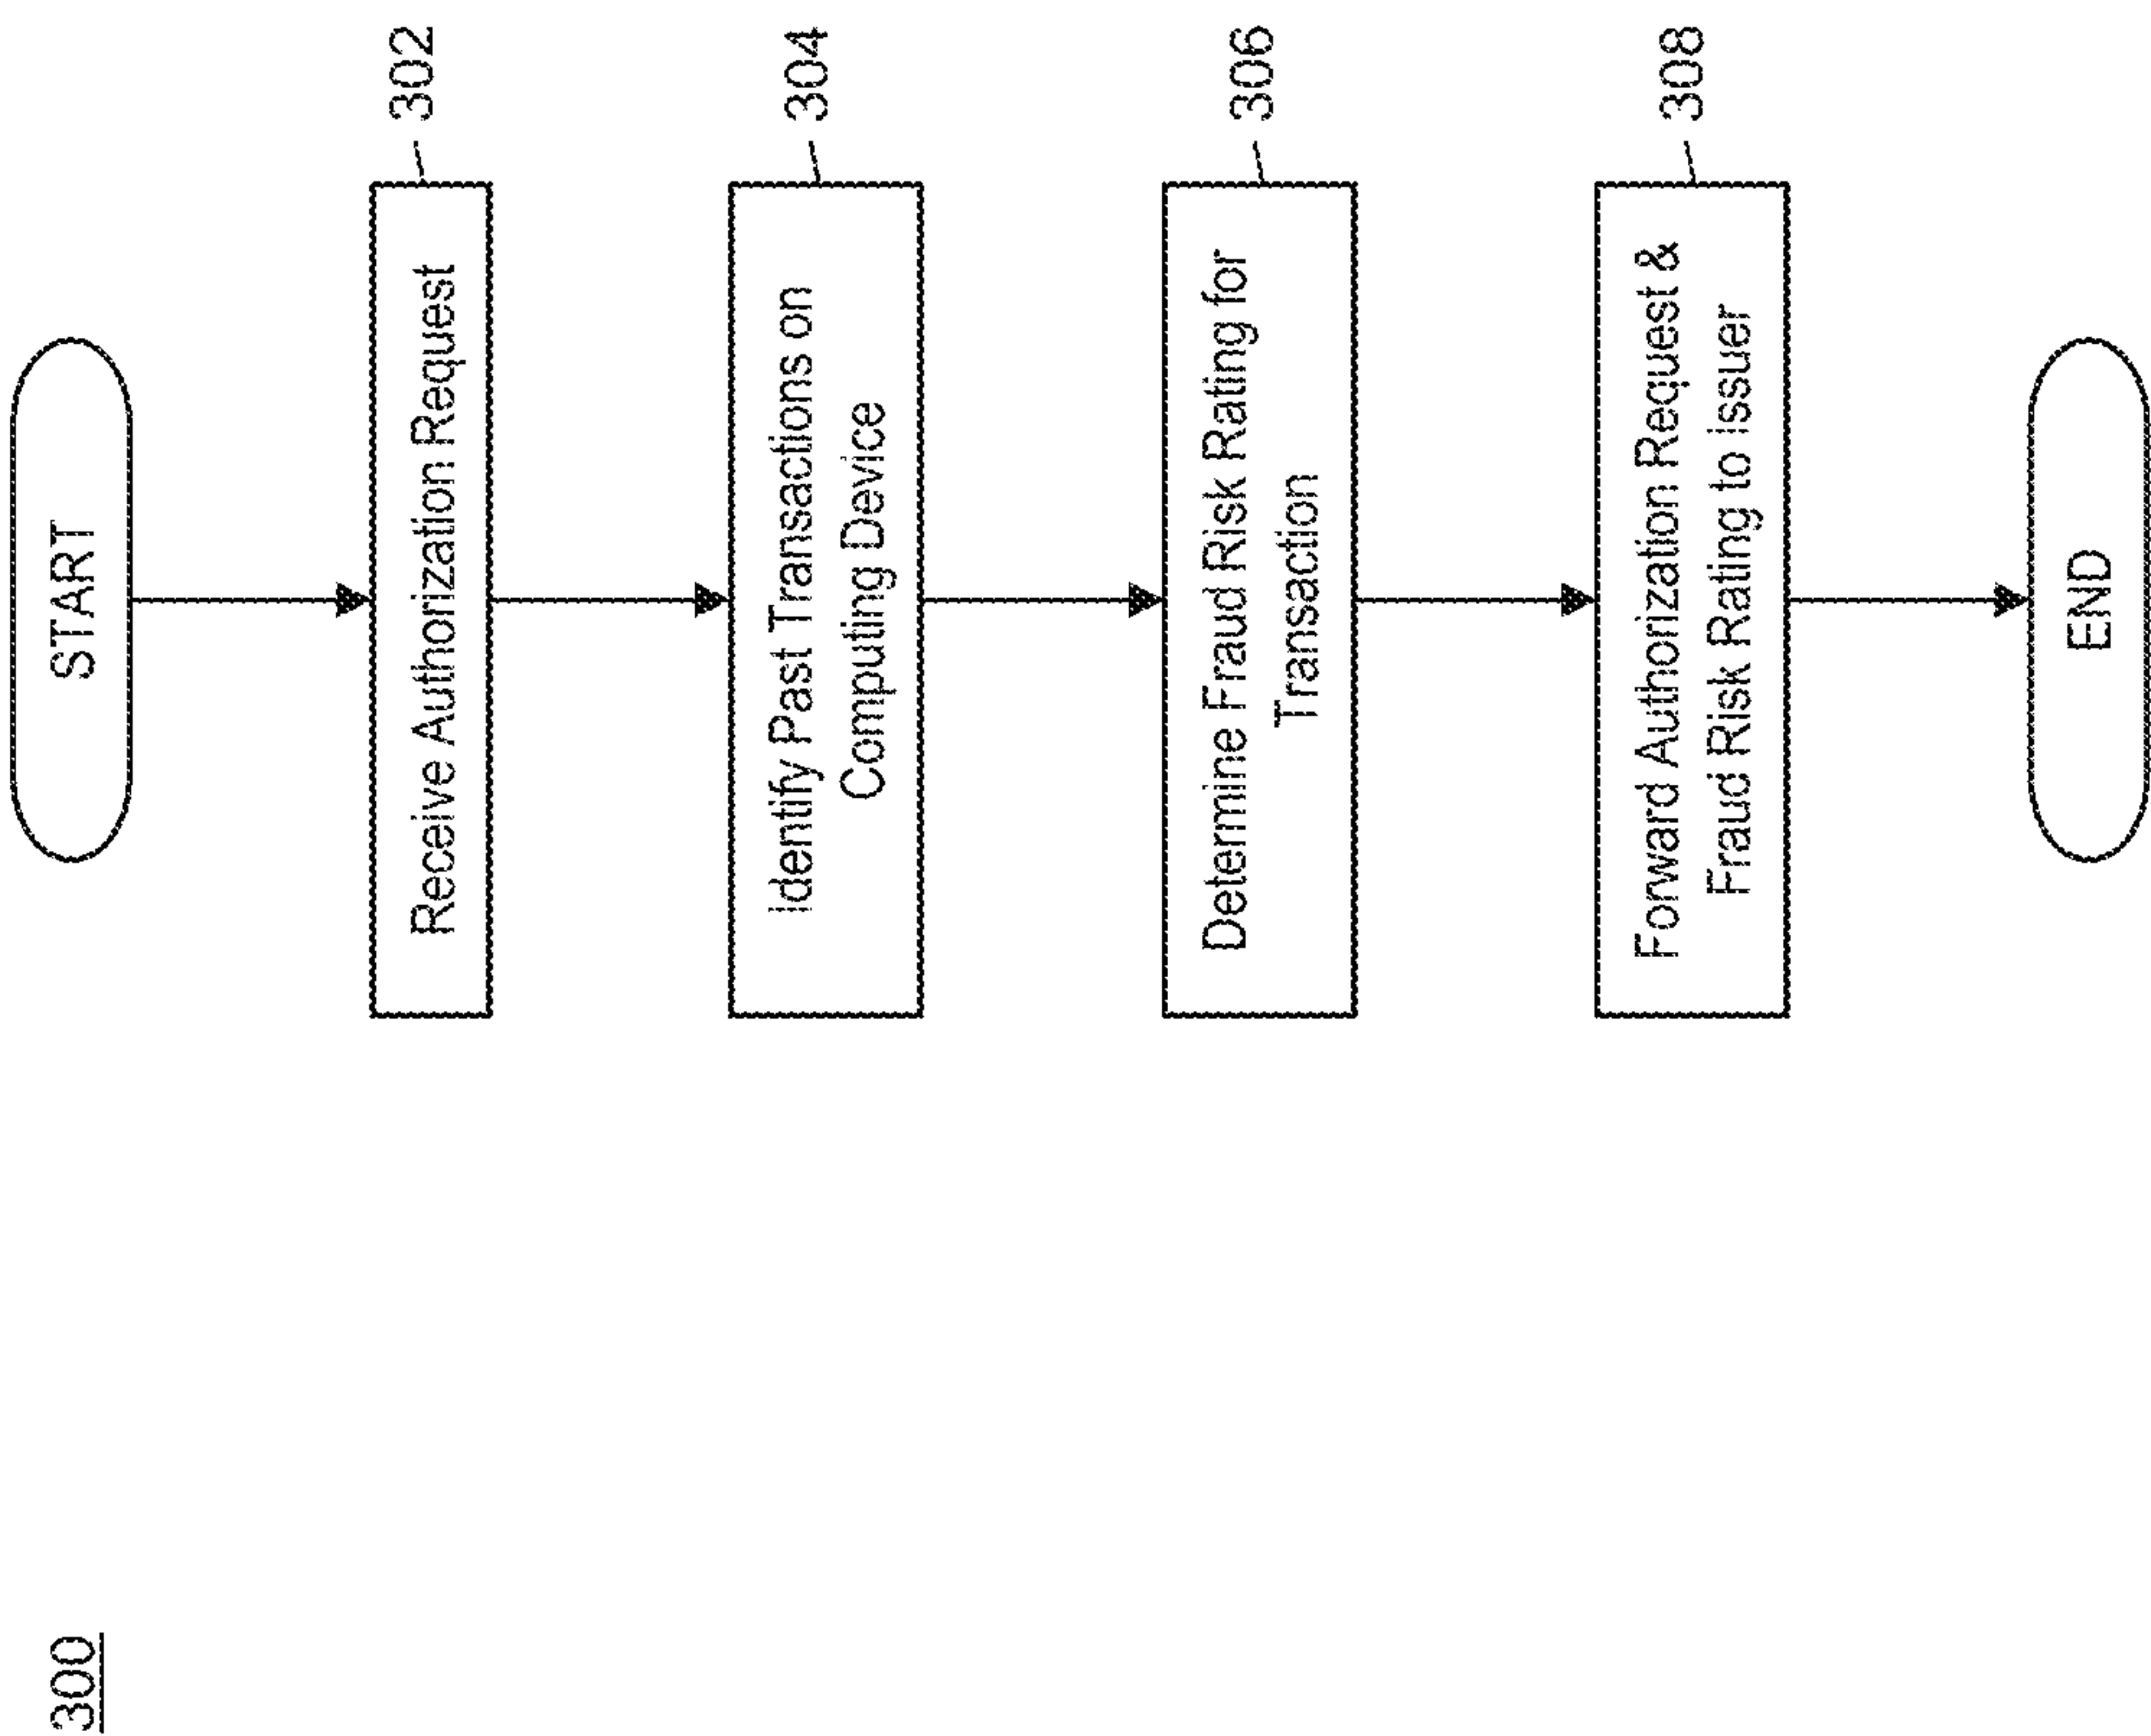 300
START
Receive Authorization Request
302
Identify Past Transactions on
Computing Device
304
Determine Fraud Risk Rating for
Transaction
306
Forward Authorization Request &
Fraud Risk Rating to Issuer
308
END